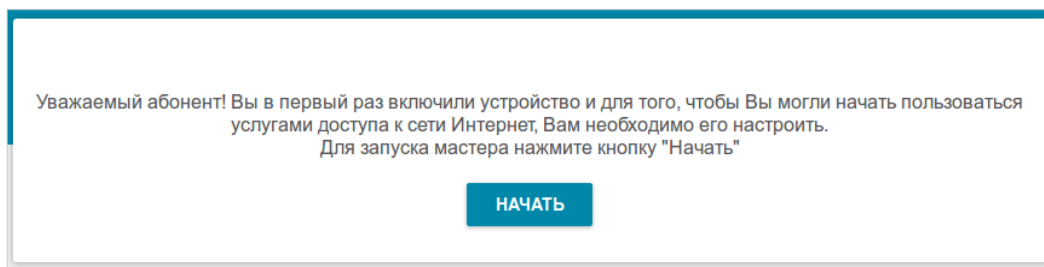 Уважаемый абонент! Вы в первый раз включили устройство и для того, чтобы Вы могли начать пользоваться
услугами доступа к сети Интернет, Вам необходимо его настроить.
Для запуска мастера нажмите кнопку "Начать"
НАЧАТЬ